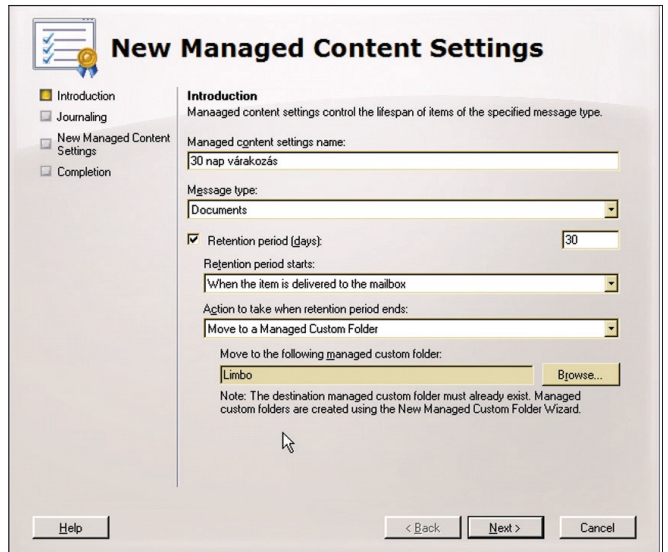 New Managed Content Settings
Introduction
Journaling
New Managed Content
Settings
Completion
Introduction
Manaaged content settings control the lifespan of items of the specified message type.
Managed content settings name:
30 nap várakozás
Message type:
Documents
Retention period (days):
30
Retention period starts:
When the item is delivered to the mailbox
Action to take when retention period ends:
Move to a Managed Custom Folder
Move to the following managed custom folder:
Limbo
Browse...
Note: The destination managed custom folder must already exist. Managed
custom folders are created using the New Managed Custom Folder Wizard.
Help
< Back
Next >
Cancel